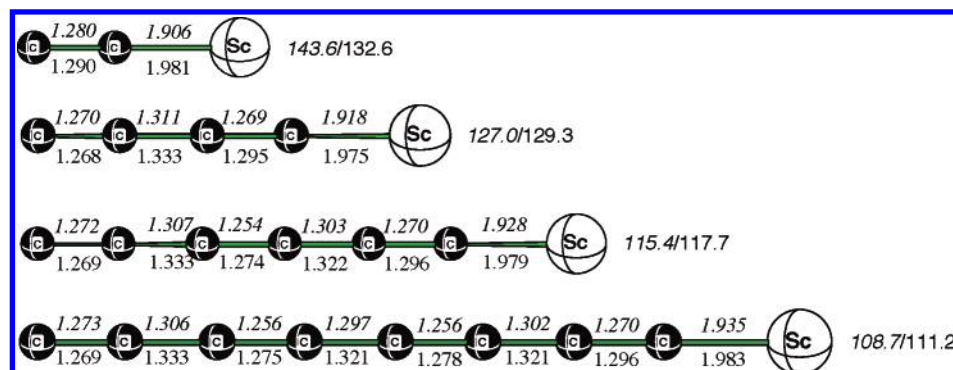 1.280 1.906
C C Sc 143.6/132.6
1.290 1.981
1.270 1.311 1.269 1.918
C C C C Sc 127.0/129.3
1.268 1.333 1.295 1.975
1.272 1.307 1.254 1.303 1.270 1.928
C C C C C C Sc 115.4/117.7
1.269 1.333 1.274 1.322 1.296 1.979
1.273 1.306 1.256 1.297 1.256 1.302 1.270 1.935
C C C C C C C C Sc 108.7/111.2
1.269 1.333 1.275 1.321 1.278 1.321 1.296 1.983